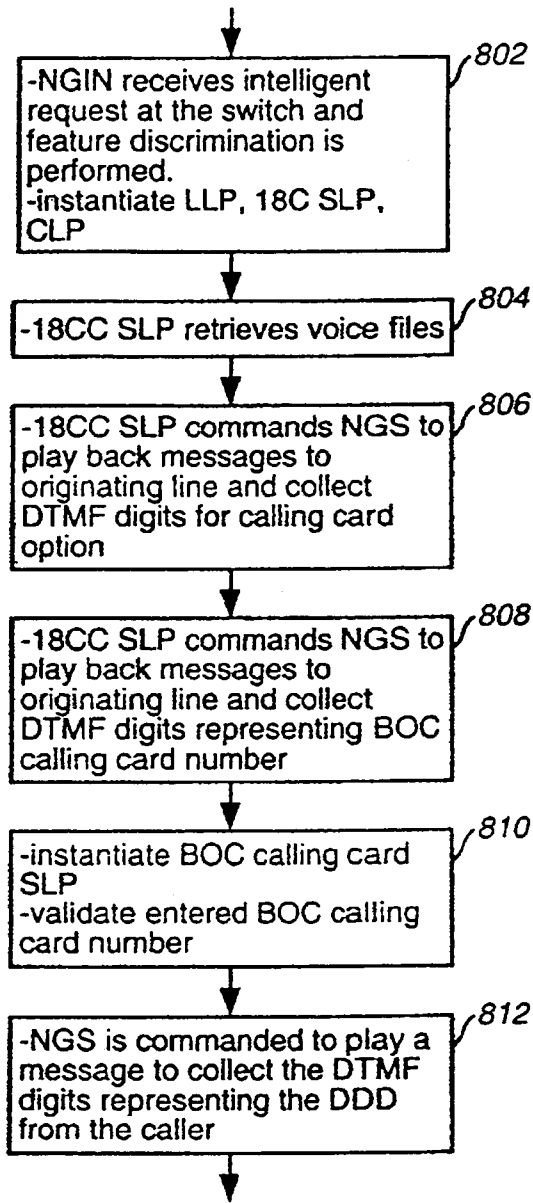 802
-NGIN receives intelligent
request at the switch and
feature discrimination is
performed.
-instantiate LLP, 18C SLP,
CLP
804
-18CC SLP retrieves voice files
806
-18CC SLP commands NGS to
play back messages to
originating line and collect
DTMF digits for calling card
option
808
-18CC SLP commands NGS to
play back messages to
originating line and collect
DTMF digits representing BOC
calling card number
810
-instantiate BOC calling card
SLP
-validate entered BOC calling
card number
812
-NGS is commanded to play a
message to collect the DTMF
digits representing the DDD
from the caller